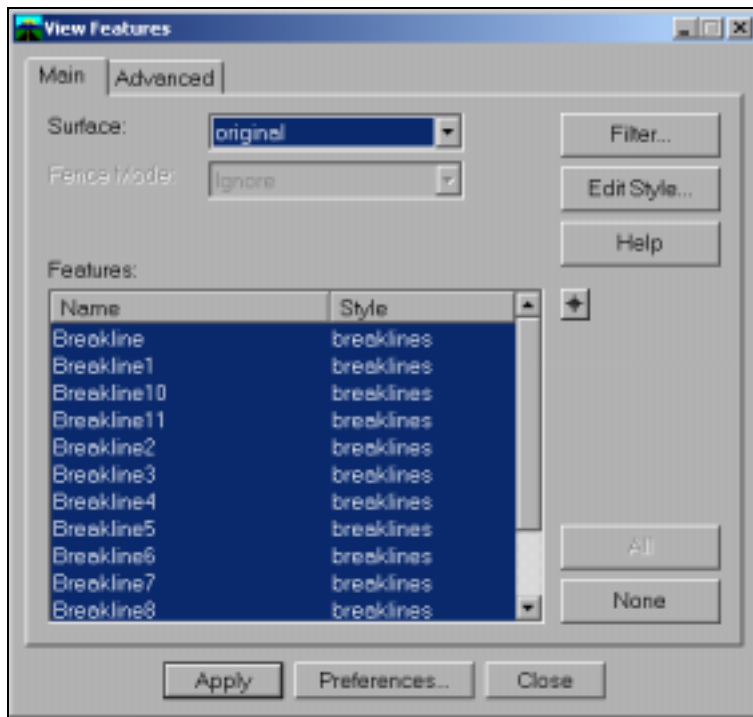 View Features
Main Advanced
Surface: original Filter...
Fence Mode: Ignore Edit Style...
Help
Features:
Name Style
Breakline breaklines
Breakline1 breaklines
Breakline10 breaklines
Breakline11 breaklines
Breakline2 breaklines
Breakline3 breaklines
Breakline4 breaklines
Breakline5 breaklines
Breakline6 breaklines All
Breakline7 breaklines
Breakline8 breaklines None
Apply Preferences... Close